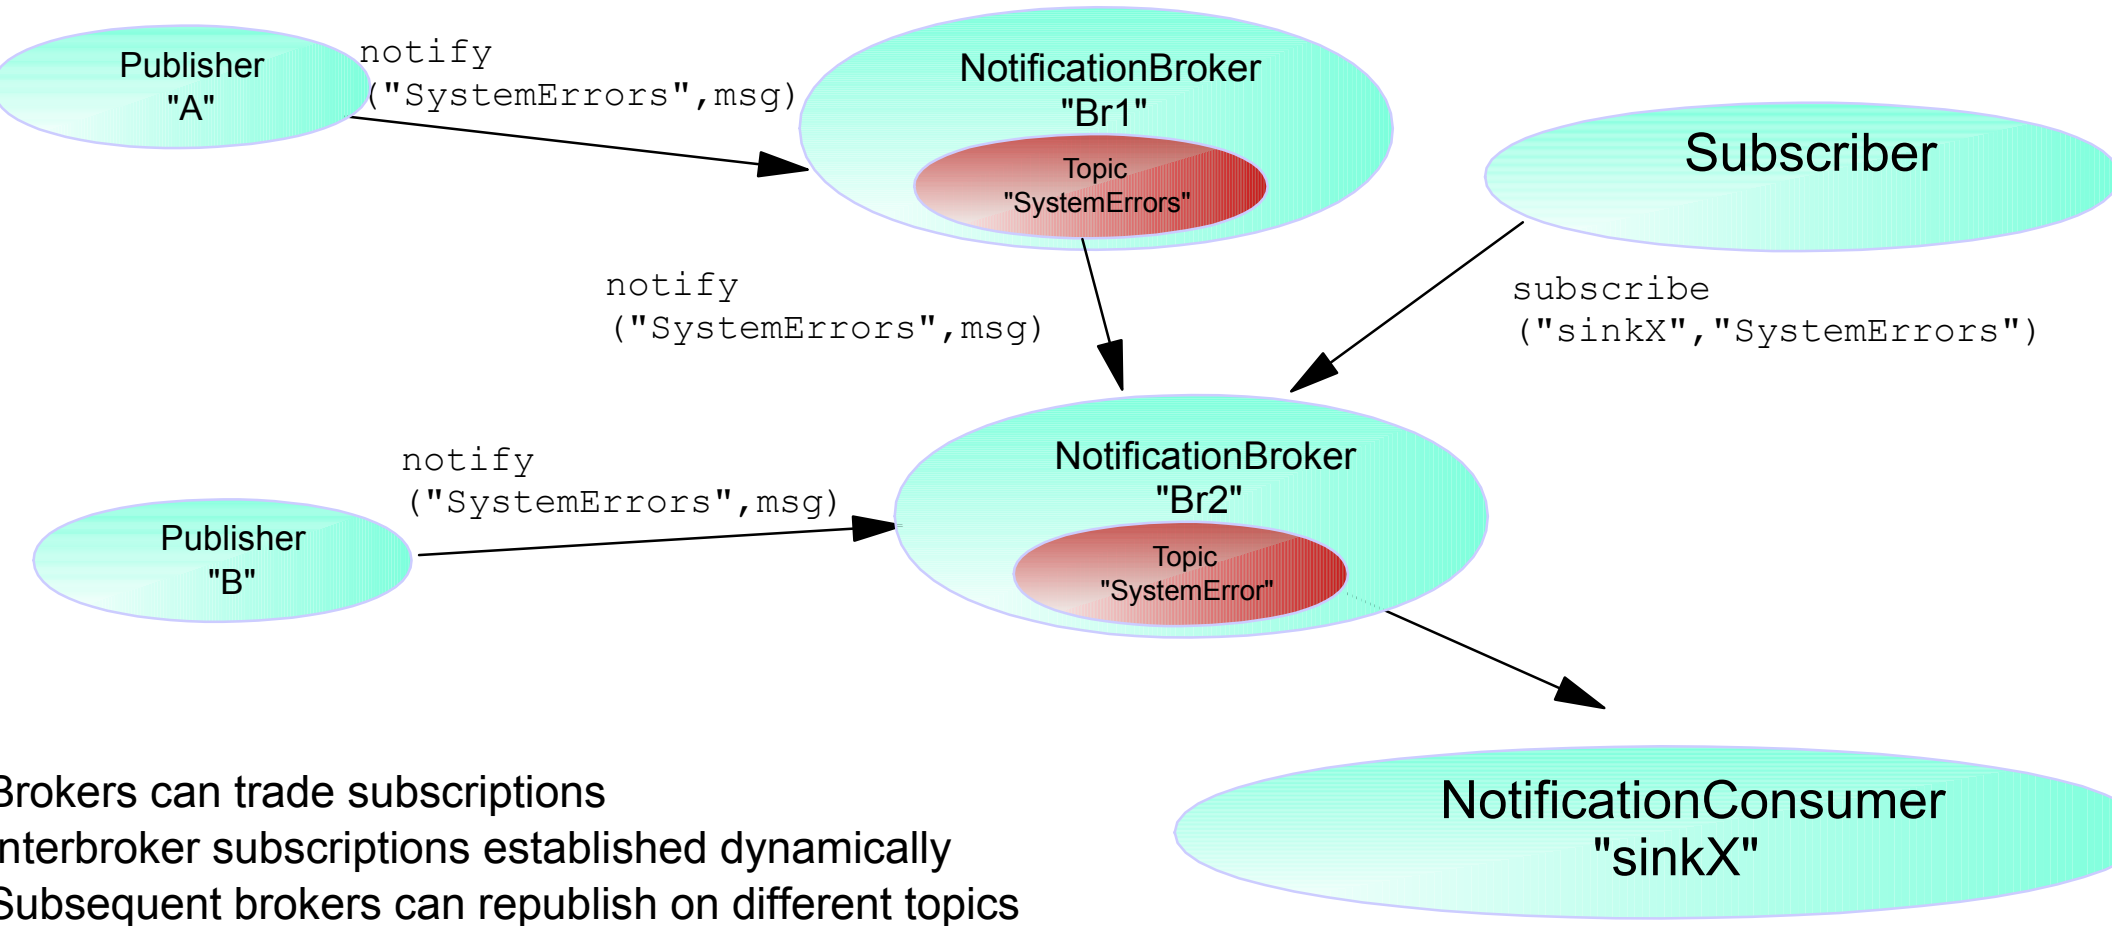 Publisher
"A"
notify
("SystemErrors",msg)
NotificationBroker
"Br1"
Topic
"SystemErrors"
Subscriber
notify
("SystemErrors",msg)
subscribe
("sinkX","SystemErrors")
notify
("SystemErrors",msg)
Publisher
"B"
NotificationBroker
"Br2"
Topic
"SystemError"
NotificationConsumer
"sinkX"
Brokers can trade subscriptions
nterbroker subscriptions established dynamically
Subsequent brokers can republish on different topics